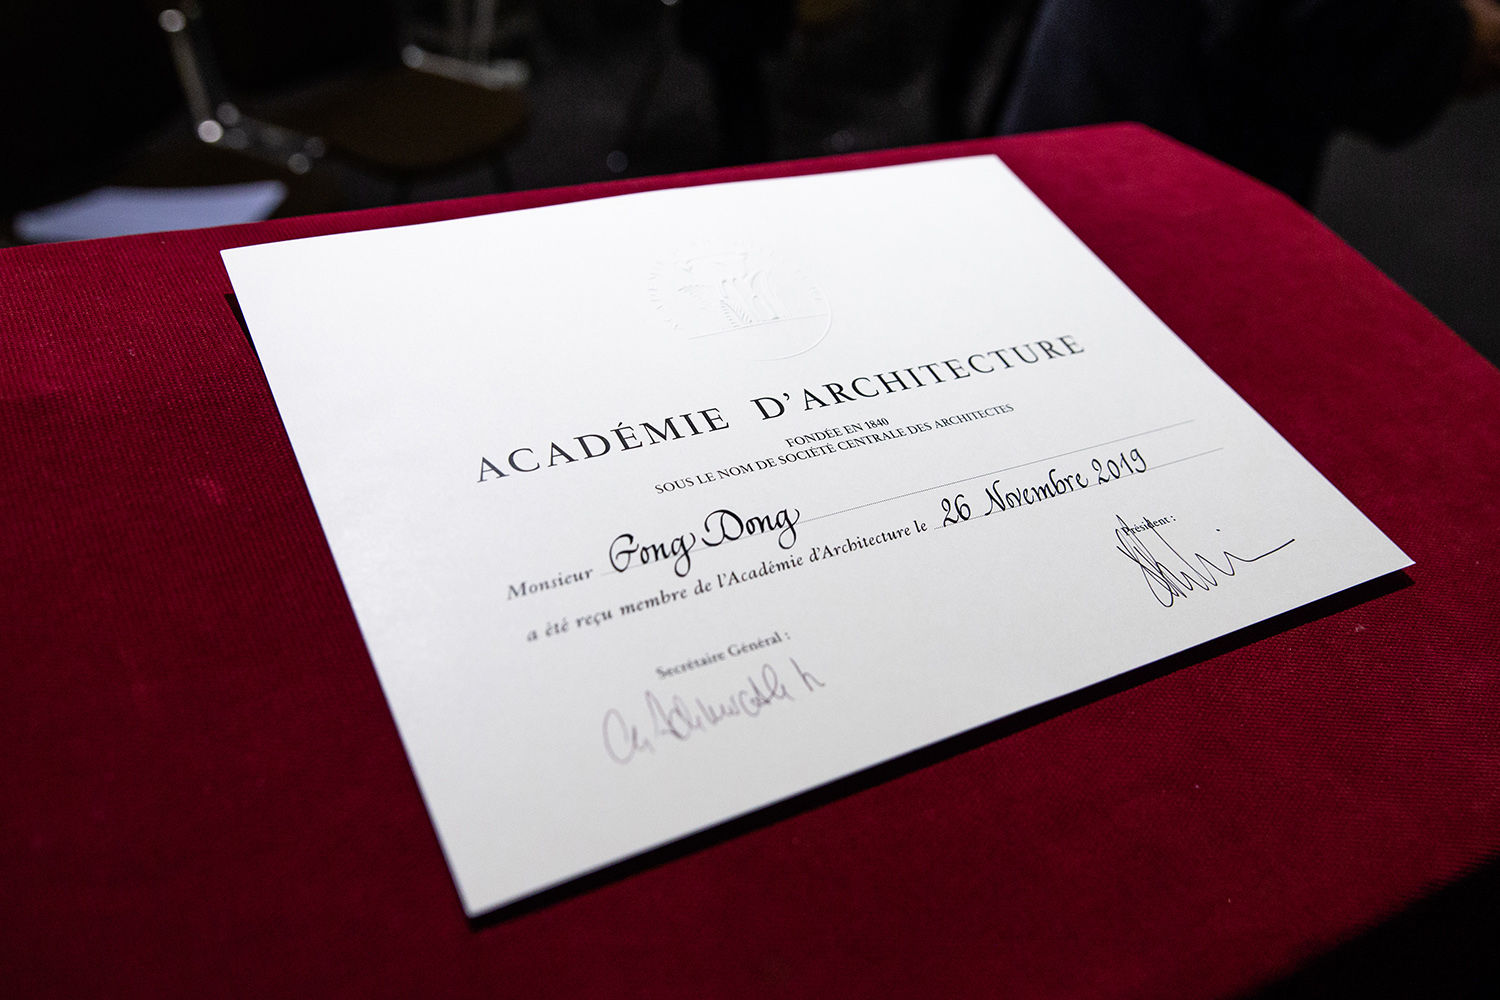 ACADÉMIE D'ARCHITECTURE
FONDÉE EN 1840
SOUS LE NOM DE SOCIÉTÉ CENTRALE DES ARCHITECTES
Monsieur Gong Dong
a été reçu membre de l'Académie d'Architecture le 26 Novembre 2019
Président :
Secrétaire Général :